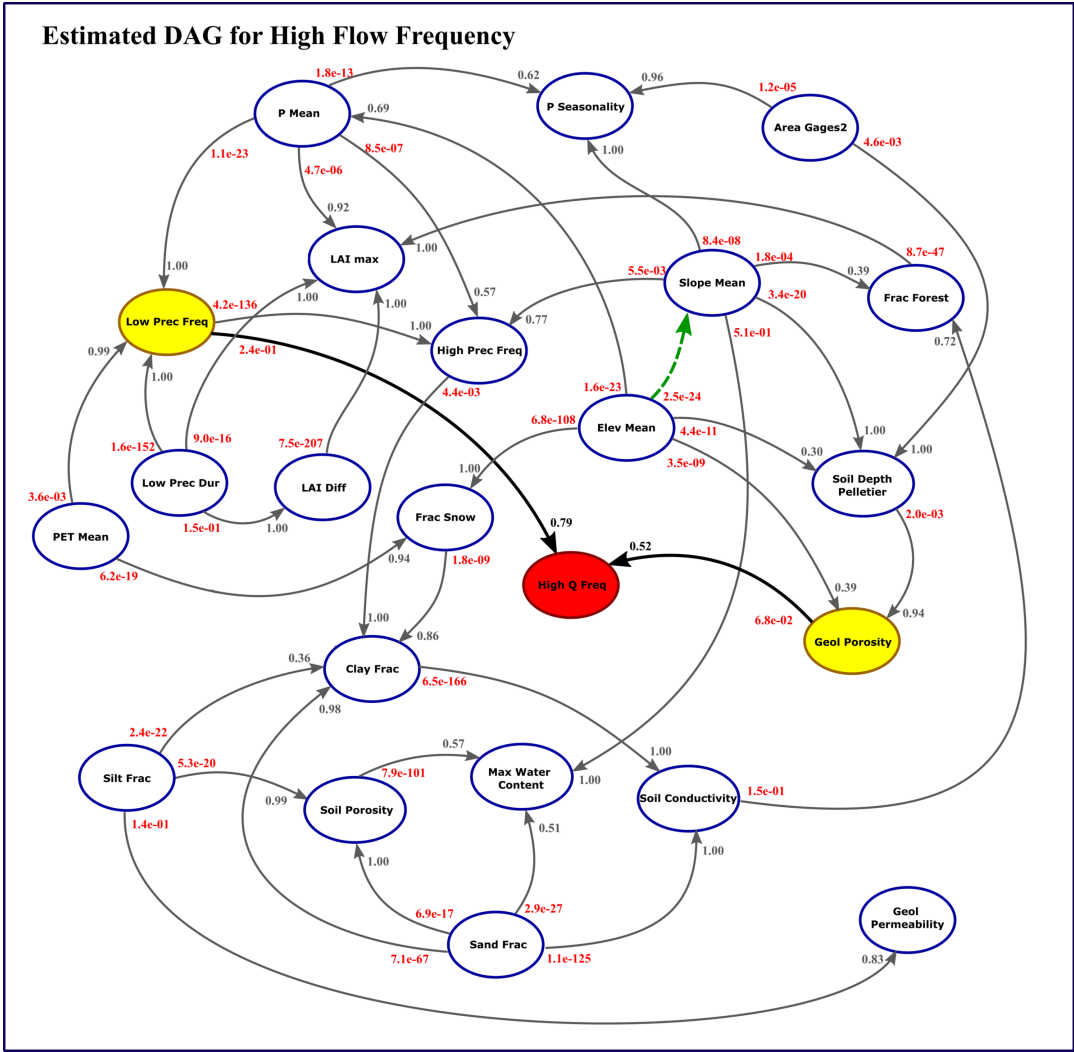 Estimated DAG for High Flow Frequency
1.8e-13
0.62
0.96
1.2e-05
P Mean
P Seasonality
Area Gages2
0.69
1.1e-23
4.7e-06
8.5e-07
1.00
4.6e-03
0.92
LAI max
1.00
8.4e-08
8.7e-47
1.00
1.00
1.00
5.5e-03
1.8e-04
0.39
Slope Mean
Frac Forest
3.4e-20
0.57
Low Prec Freq
4.2e-136
1.00
0.77
5.1e-01
0.72
2.4e-01
High Prec Freq
0.99
1.00
4.4e-03
1.6e-23
2.5e-24
6.8e-108
Elev Mean
4.4e-11
1.00
1.00
1.6e-152
9.0e-16
7.5e-207
3.5e-09
0.30
1.00
Low Prec Dur
LAI Diff
Soil Depth
Pelletier
3.6e-03
1.5e-01
1.00
Frac Snow
2.0e-03
PET Mean
0.94
1.8e-09
0.79
0.52
6.2e-19
High Q Freq
0.39
0.94
1.00
0.86
6.8e-02
Geol Porosity
0.36
Clay Frac
6.5e-166
0.98
2.4e-22
5.3e-20
0.57
1.00
Silt Frac
7.9e-101
Max Water
Content
1.00
1.5e-01
0.99
Soil Porosity
Soil Conductivity
1.4e-01
0.51
1.00
1.00
6.9e-17
2.9e-27
Geol
Permeability
Sand Frac
7.1e-67
1.1e-125
0.83